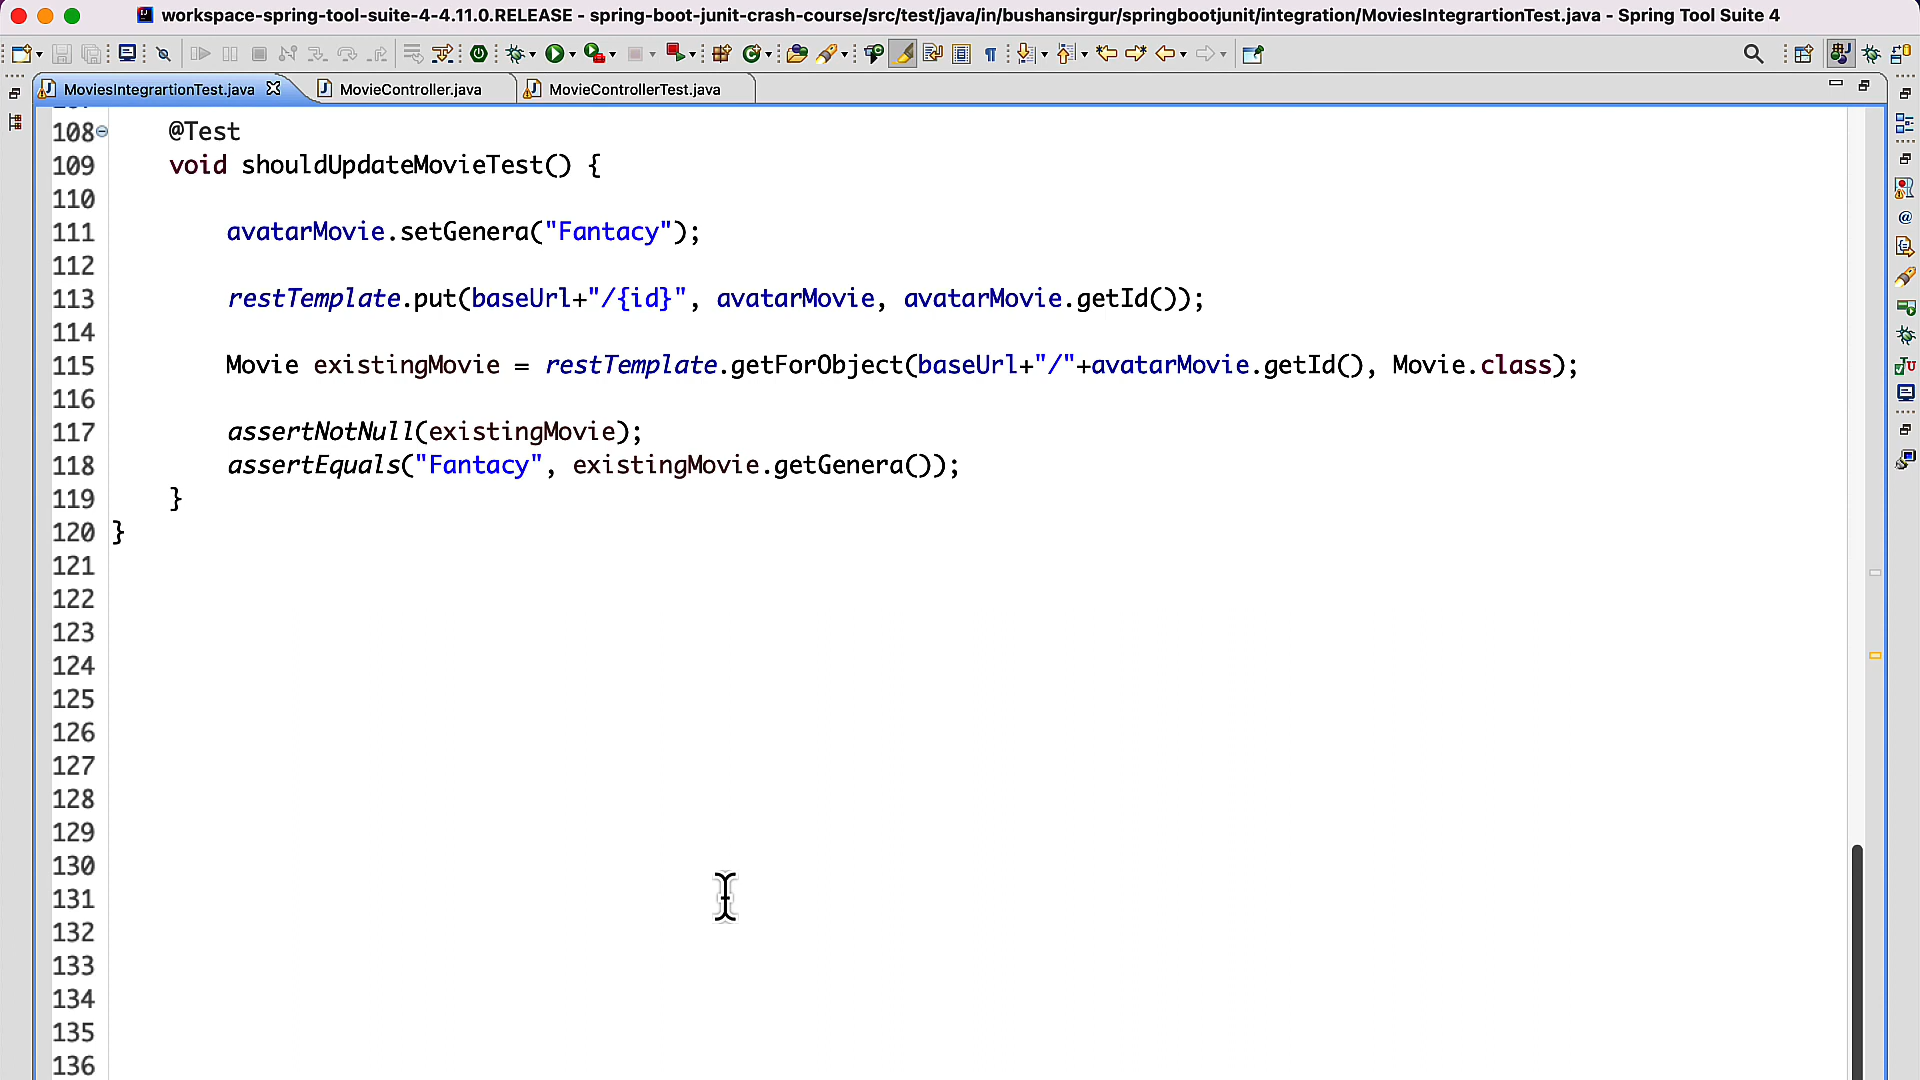 workspace-spring-tool-suite-4-4.11.0.RELEASE - spring-boot-junit-crash-course/src/test/java/in/bushansirgur/springbootjunit/integration/MoviesIntegrartionTest.java - Spring Tool Suite 4
MoviesIntegrartionTest.java MovieController.java MovieControllerTest.java
108 @Test
109 void shouldUpdateMovieTest() {
110
111 avatarMovie.setGenera("Fantacy");
112
113 restTemplate.put(baseUrl+"/{id}", avatarMovie, avatarMovie.getId());
114
115 Movie existingMovie = restTemplate.getForObject(baseUrl+"/"+avatarMovie.getId(), Movie.class);
116
117 assertNotNull(existingMovie);
118 assertEquals("Fantacy", existingMovie.getGenera());
119 }
120 }
121
122
123
124
125
126
127
128
129
130
131
132
133
134
135
136